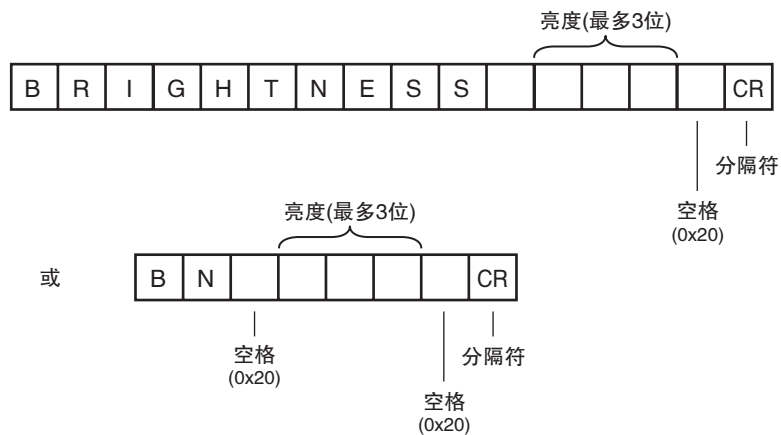 亮度(最多3位)
B R I G H T N E S S CR
分隔符
空格
(0x20)
亮度(最多3位)
或 B N CR
空格
(0x20)
分隔符
空格
(0x20)